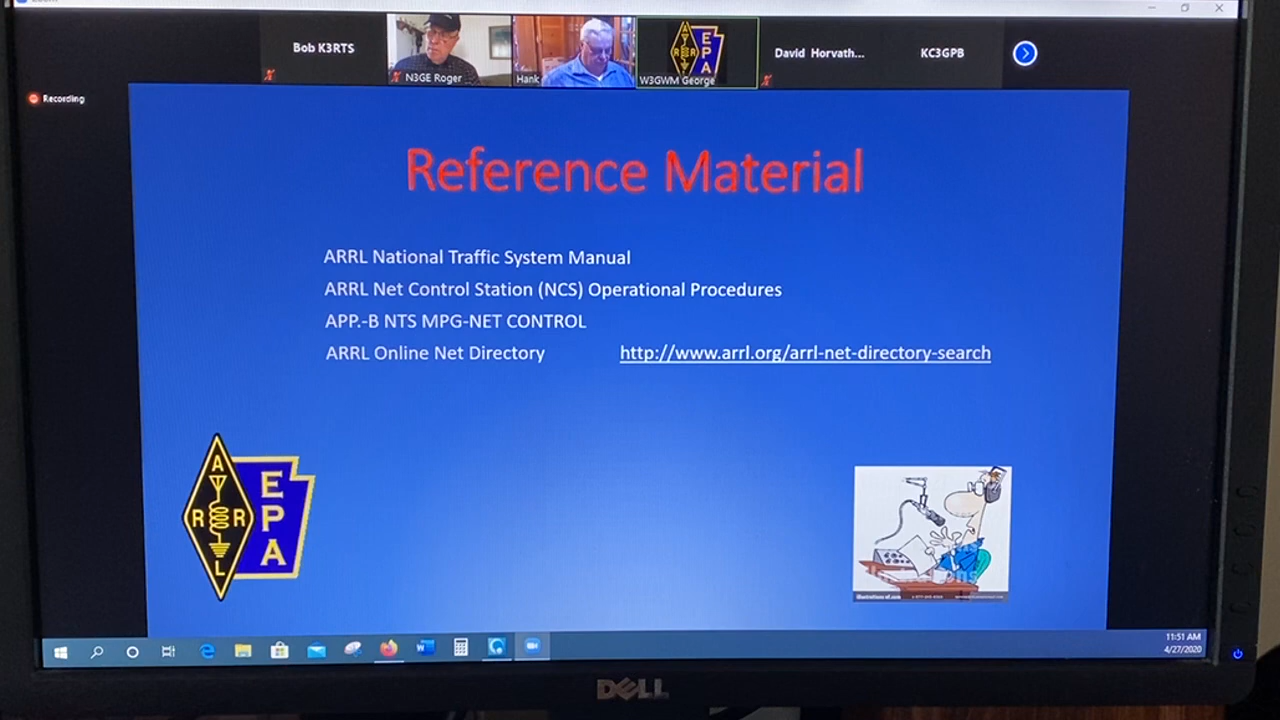 Bob K3RTS
N3GE Roger
Hank
W3GWM George
David Horvath...
KC3GPB
Recording
Reference Material
ARRL National Traffic System Manual
ARRL Net Control Station (NCS) Operational Procedures
APP.-B NTS MPG-NET CONTROL
ARRL Online Net Directory http://www.arrl.org/arrl-net-directory-search
A
R R
L
EPA
11:51 AM
4/27/2020
DELL